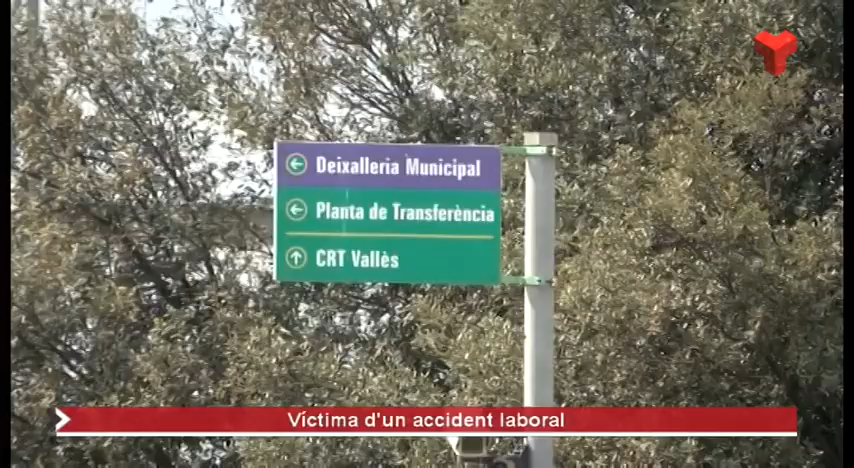 Deixalleria Municipal
Planta de Transferència
CRT Vallès
Víctima d'un accident laboral